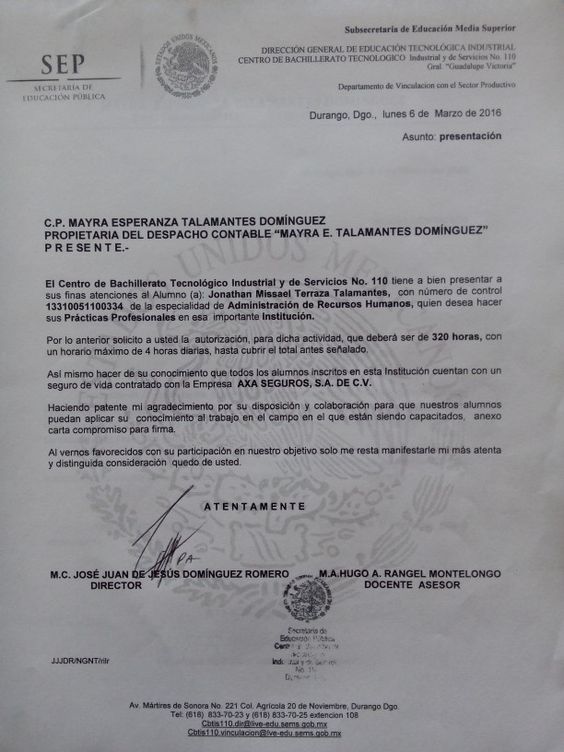 Subsecretaría de Educación Media Superior
SEP
SECRETARÍA DE
EDUCACIÓN PÚBLICA
ESTADOS UNIDOS MEXICANOS
DIRECCIÓN GENERAL DE EDUCACIÓN TECNOLÓGICA INDUSTRIAL
CENTRO DE BACHILLERATO TECNOLOGICO Industrial y de Servicios No. 110
Gral. "Guadalupe Victoria"
Departamento de Vinculacion con el Sector Productivo
Durango, Dgo., lunes 6 de Marzo de 2016
Asunto: presentación
C.P. MAYRA ESPERANZA TALAMANTES DOMÍNGUEZ
PROPIETARIA DEL DESPACHO CONTABLE "MAYRA E. TALAMANTES DOMÍNGUEZ"
P R E S E N T E.-
El Centro de Bachillerato Tecnológico Industrial y de Servicios No. 110 tiene a bien presentar a
sus finas atenciones al Alumno (a): Jonathan Missael Terraza Talamantes, con número de control
13310051100334 de la especialidad de Administración de Recursos Humanos, quien desea hacer
sus Prácticas Profesionales en esa importante Institución.
Por lo anterior solicito a usted la autorización, para dicha actividad, que deberá ser de 320 horas, con
un horario máximo de 4 horas diarias, hasta cubrir el total antes señalado.
Así mismo hacer de su conocimiento que todos los alumnos inscritos en esta Institución cuentan con un
seguro de vida contratado con la Empresa AXA SEGUROS, S.A. DE C.V.
Haciendo patente mi agradecimiento por su disposición y colaboración para que nuestros alumnos
puedan aplicar su conocimiento al trabajo en el campo en el que están siendo capacitados, anexo
carta compromiso para firma.
Al vernos favorecidos con su participación en nuestro objetivo solo me resta manifestarle mi más atenta
y distinguida consideración quedo de usted.
A T E N T A M E N T E
PA
M.C. JOSÉ JUAN DE JESÚS DOMÍNGUEZ ROMERO M.A.HUGO A. RANGEL MONTELONGO
DIRECTOR DOCENTE ASESOR
Secretaría de
Educación Pública
No.
JJJDR/NGNT/rlr
Av. Mártires de Sonora No. 221 Col. Agrícola 20 de Noviembre, Durango Dgo.
Tel: (618) 833-70-23 y (618) 833-70-25 extencion 108
Cbtis110.dir@live-edu.sems.gob.mx
Cbtis110.vinculacion@live-edu.sems.gob.mx